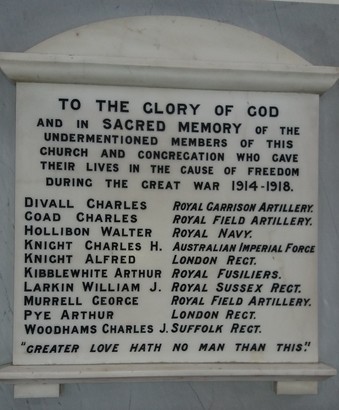 TO THE GLORY OF GOD
AND IN SACRED MEMORY OF THE
UNDERMENTIONED MEMBERS OF THIS
CHURCH AND CONGREGATION WHO GAVE
THEIR LIVES IN THE CAUSE OF FREEDOM
DURING THE GREAT WAR 1914-1918.
DIVALL CHARLES ROYAL GARRISON ARTILLERY.
GOAD CHARLES ROYAL FIELD ARTILLERY.
HOLLIBON WALTER ROYAL NAVY.
KNIGHT CHARLES H. AUSTRALIAN IMPERIAL FORCE
KNIGHT ALFRED LONDON REGT.
KIBBLEWHITE ARTHUR ROYAL FUSILIERS.
LARKIN WILLIAM J. ROYAL SUSSEX REGT.
MURRELL GEORGE ROYAL FIELD ARTILLERY.
PYE ARTHUR LONDON REGT.
WOODHAMS CHARLES J. SUFFOLK REGT.
"GREATER LOVE HATH NO MAN THAN THIS."